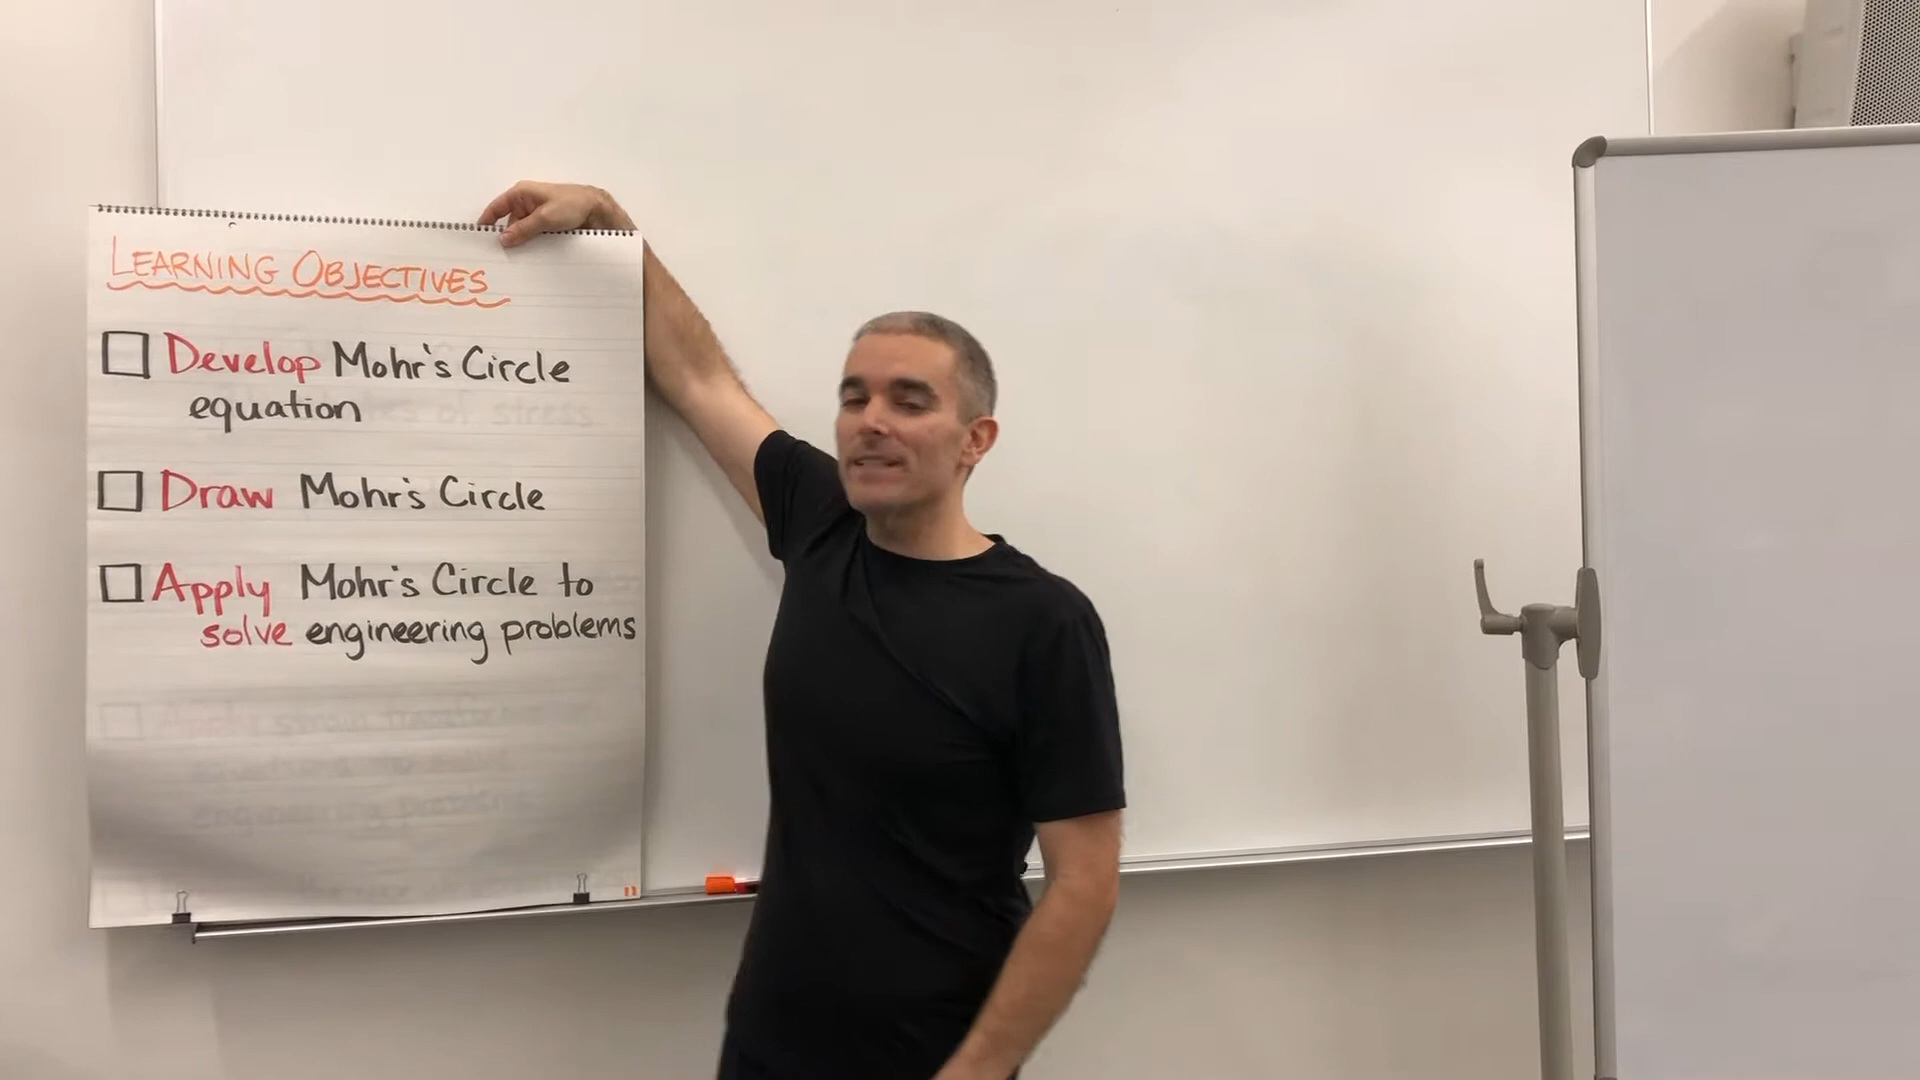 LEARNING OBJECTIVES
Develop Mohr's Circle
equation
Draw Mohr's Circle
Apply Mohr's Circle to
solve engineering problems